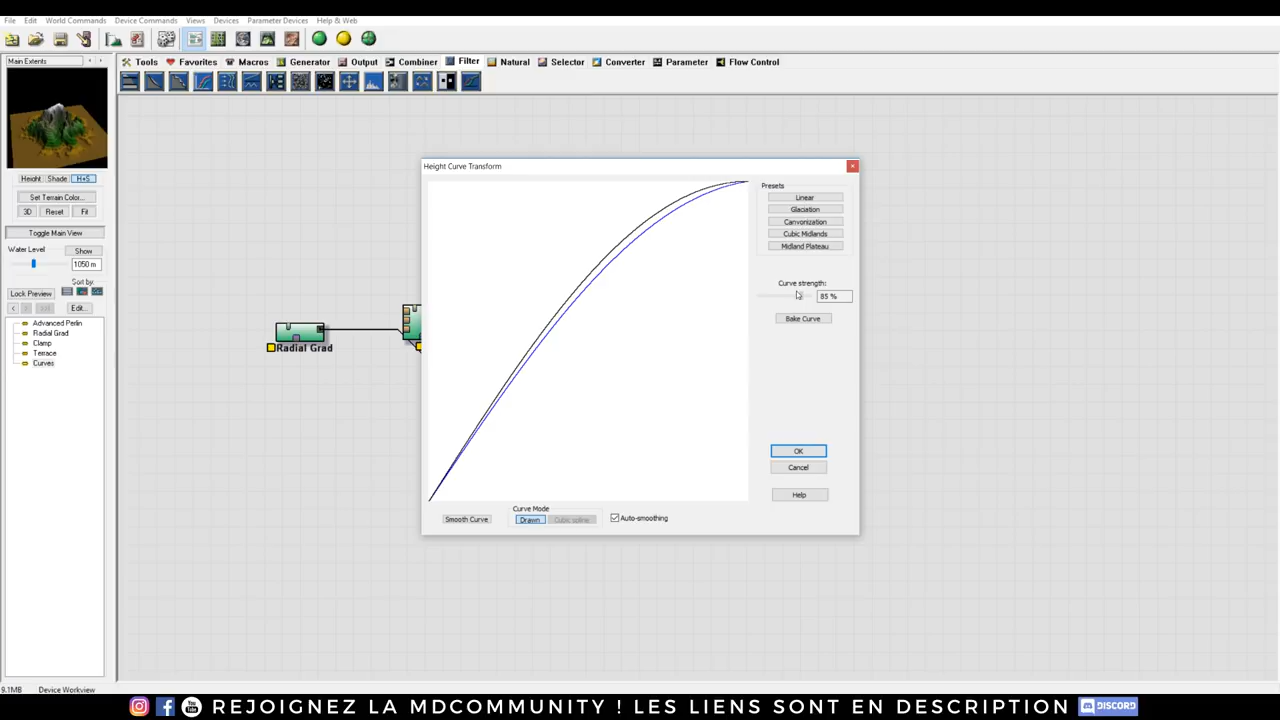 File Edit World Commands Device Commands Views Devices Parameter Devices Help & Web
Main Extents
Tools Favorites Macros Generator Output Combiner Filter Natural Selector Converter Parameter Flow Control
Height Shade H+S
Set Terrain Color...
3D Reset Fit
Toggle Main View
Water Level Show
1050 m
Sort by:
Lock Preview
Edit...
Advanced Perlin
Radial Grad
Clamp
Terrace
Curves
Radial Grad
Height Curve Transform
Presets
Linear
Glaciation
Canyonization
Cubic Midlands
Midland Plateau
Curve strength:
85 %
Bake Curve
OK
Cancel
Help
Smooth Curve
Curve Mode
Drawn Cubic spline
Auto-smoothing
9.1MB Device Workview
REJOIGNEZ LA MDCOMMUNITY ! LES LIENS SONT EN DESCRIPTION DISCORD